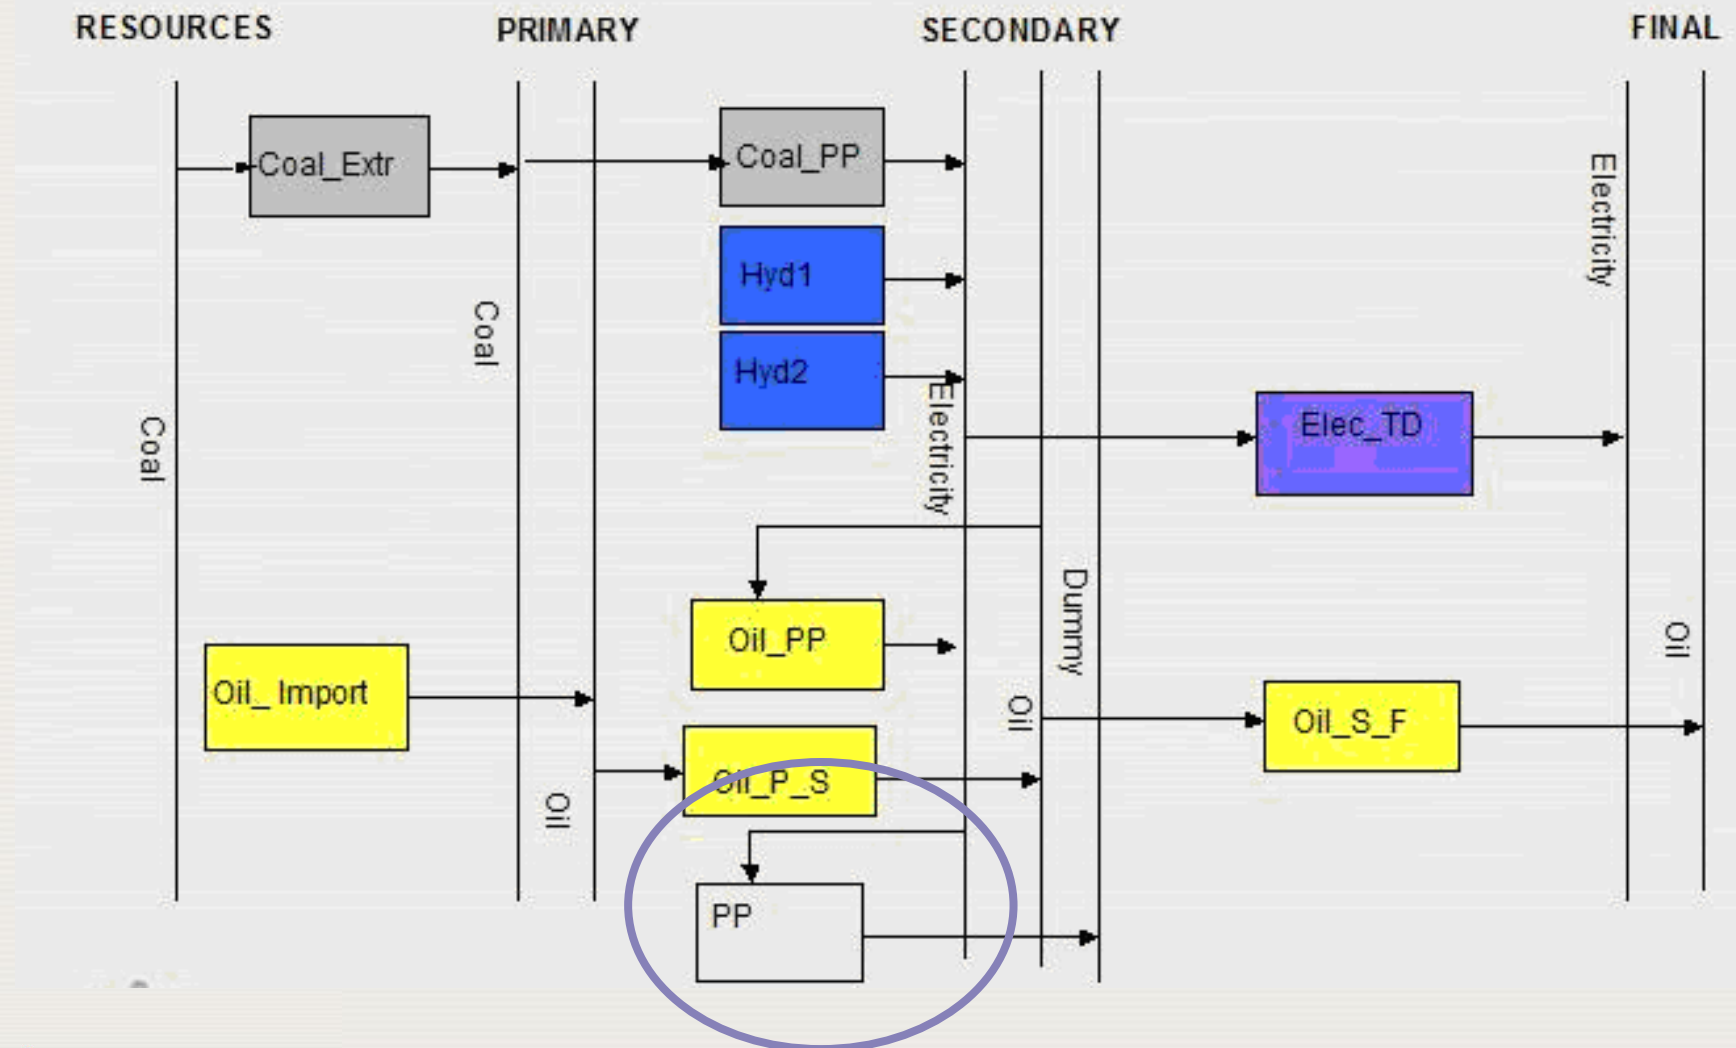 RESOURCES
PRIMARY
SECONDARY
FINAL
Coal_Extr
Coal_PP
Electricity
Hyd1
Coal
Hyd2
Electricity
Elec_TD
Coal
Dummy
Oil_PP
Oil
Oil_ Import
Oil
Oil_S_F
Oil_P_S
Oil
PP